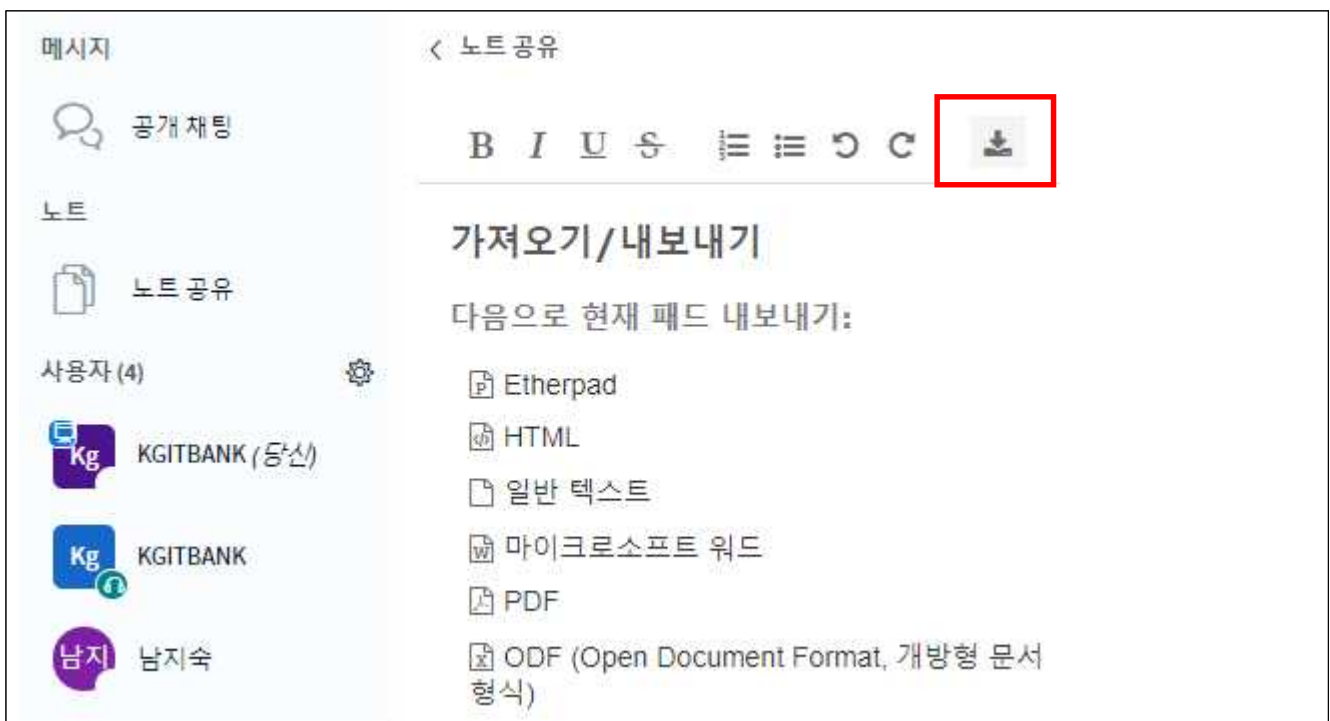 메시지
공개 채팅
노트
노트 공유
사용자 (4)
Kg KGITBANK (당신)
Kg KGITBANK
남지 남지숙
노트 공유
B I U S
가져오기/내보내기
다음으로 현재 패드 내보내기:
Etherpad
HTML
일반 텍스트
마이크로소프트 워드
PDF
ODF (Open Document Format, 개방형 문서
형식)